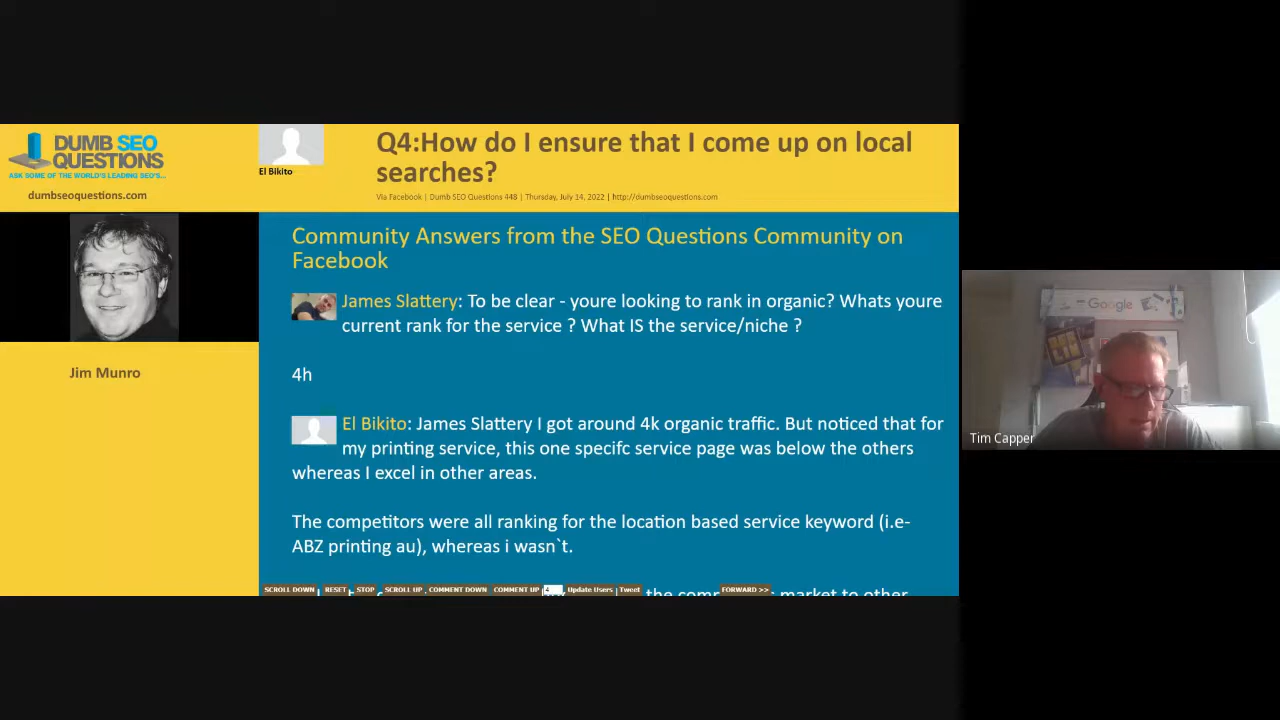 DUMB SEO
QUESTIONS
ASK SOME OF THE WORLD'S LEADING SEO'S...
dumbseoquestions.com
El Bikito
Q4:How do I ensure that I come up on local
searches?
Via Facebook | Dumb SEO Questions 448 | Thursday, July 14, 2022 | http://dumbseoquestions.com
Jim Munro
Community Answers from the SEO Questions Community on
Facebook
James Slattery: To be clear - youre looking to rank in organic? Whats youre
current rank for the service ? What IS the service/niche ?
4h
El Bikito: James Slattery I got around 4k organic traffic. But noticed that for
my printing service, this one specifc service page was below the others
whereas I excel in other areas.
The competitors were all ranking for the location based service keyword (i.e-
ABZ printing au), whereas i wasn`t.
the market to other
SCROLL DOWN RESET STOP SCROLL UP COMMENT DOWN COMMENT UP 4 Update Users Tweet FORWARD >>
Google
Tim Capper